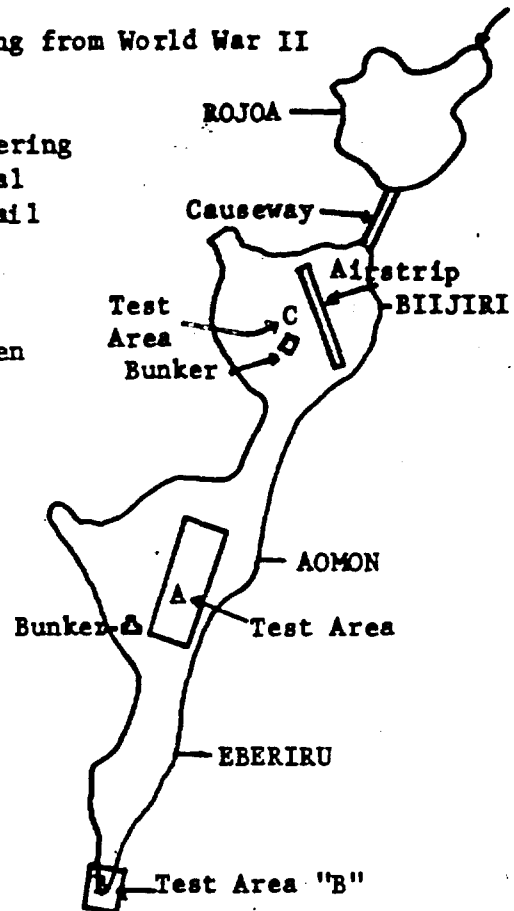 ng from World War II
ROJOA
ering
al
ail
Causeway
Airstrip
Test
Area
C
BIIJIRI
en
Bunker
AOMON
A
Bunker
Test Area
EBERIRU
Test Area "B"